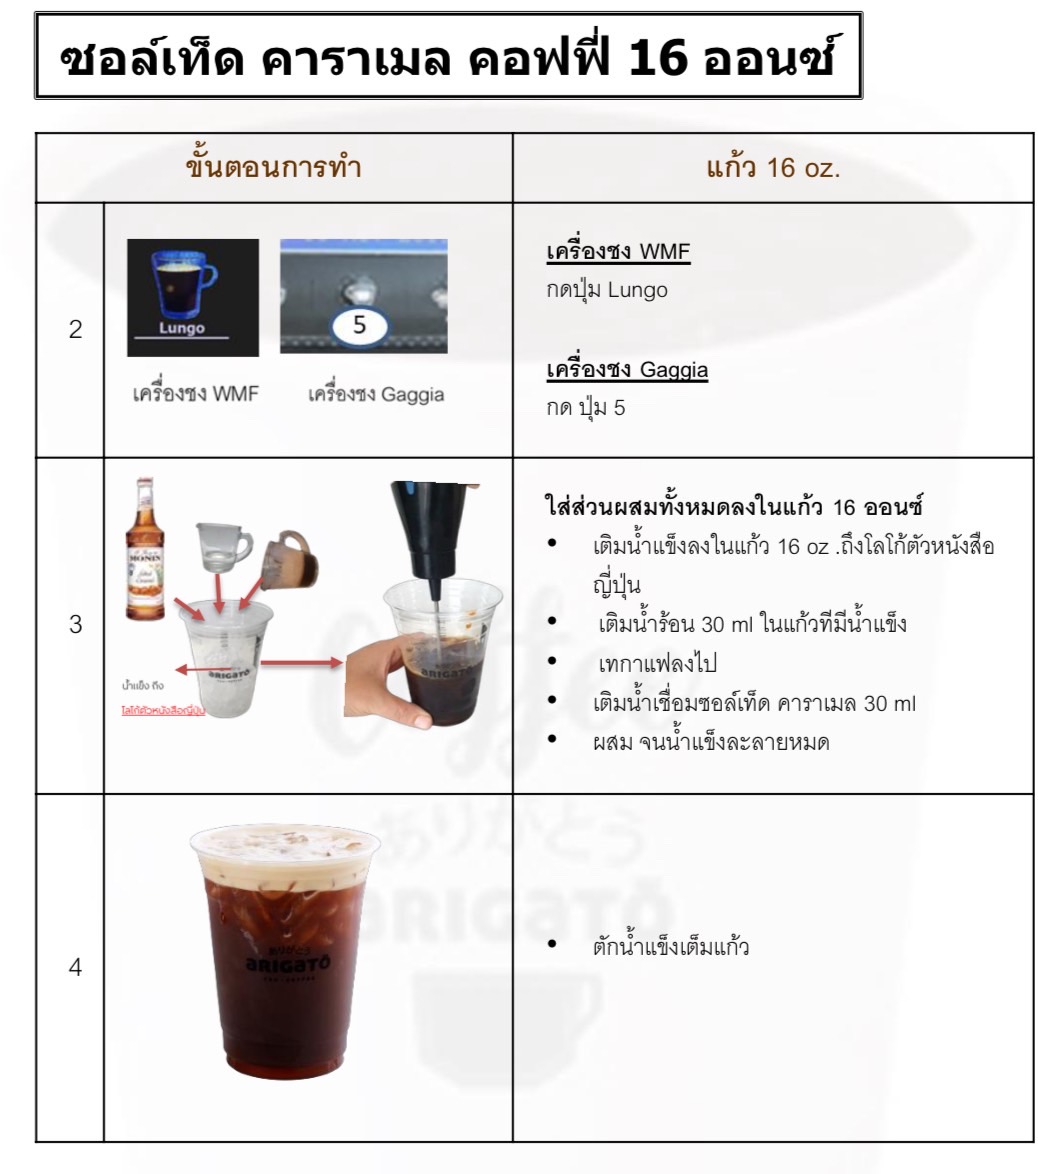 ซอล์เท็ด คาราเมล คอฟฟี่ 16 ออนซ์
ขั้นตอนการทำ
แก้ว 16 oz.
2
Lungo
5
เครื่องชง WMF
เครื่องชง Gaggia
เครื่องชง WMF
กดปุ่ม Lungo
เครื่องชง Gaggia
กด ปุ่ม 5
3
MONIN
ARIGATO
ARIGATO
น้ำแข็ง ถึง
โลโก้ตัวหนังสือญี่ปุ่น
ใส่ส่วนผสมทั้งหมดลงในแก้ว 16 ออนซ์
• เติมน้ำแข็งลงในแก้ว 16 oz .ถึงโลโก้ตัวหนังสือ
ญี่ปุ่น
• เติมน้ำร้อน 30 ml ในแก้วที่มีน้ำแข็ง
• เทกาแฟลงไป
• เติมน้ำเชื่อมซอล์เท็ด คาราเมล 30 ml
• ผสม จนน้ำแข็งละลายหมด
Coffee
4
ありがとう
ARIGATŌ
ありがとう
ARIGATŌ
• ตักน้ำแข็งเต็มแก้ว